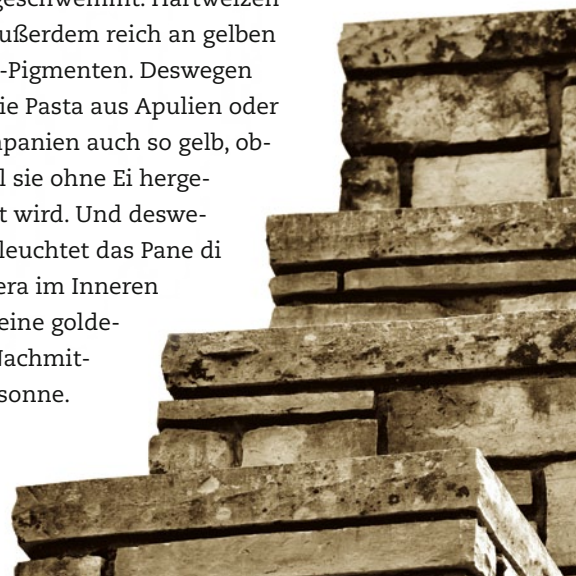 geschwemmt. Hartweizen
ußerdem reich an gelben
-Pigmenten. Deswegen
ie Pasta aus Apulien oder
panien auch so gelb, ob-
l sie ohne Ei herge-
t wird. Und deswe-
leuchtet das Pane di
era im Inneren
eine golde-
Nachmit-
sonne.